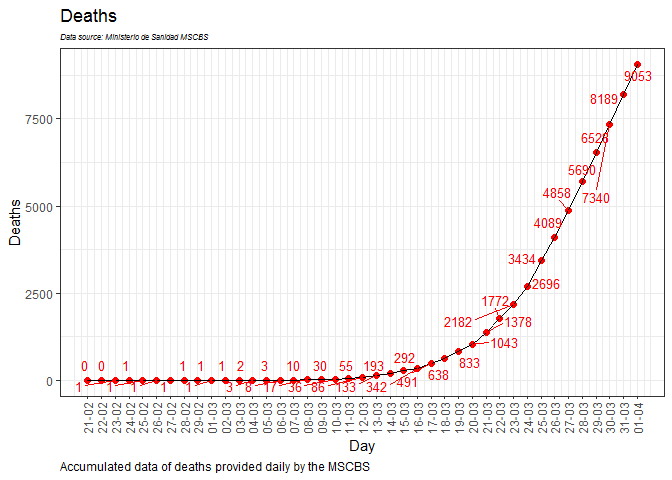 Deaths
Data source: Ministerio de Sanidad MSCBS
9053
8189
6528
5690
7340
4858
4089
3434
2696
1772
2182
1378
1043
833
638
0 0 1 1 1 1 2 3 10 30 55 193 292
1 1 1 1 3 8 17 36 86 133 342 491
7500
5000
2500
0
Deaths
21-02 22-02 23-02 24-02 25-02 26-02 27-02 28-02 29-02 01-03 02-03 03-03 04-03 05-03 06-03 07-03 08-03 09-03 10-03 11-03 12-03 13-03 14-03 15-03 16-03 17-03 18-03 19-03 20-03 21-03 22-03 23-03 24-03 25-03 26-03 27-03 28-03 29-03 30-03 31-03 01-04
Day
Accumulated data of deaths provided daily by the MSCBS